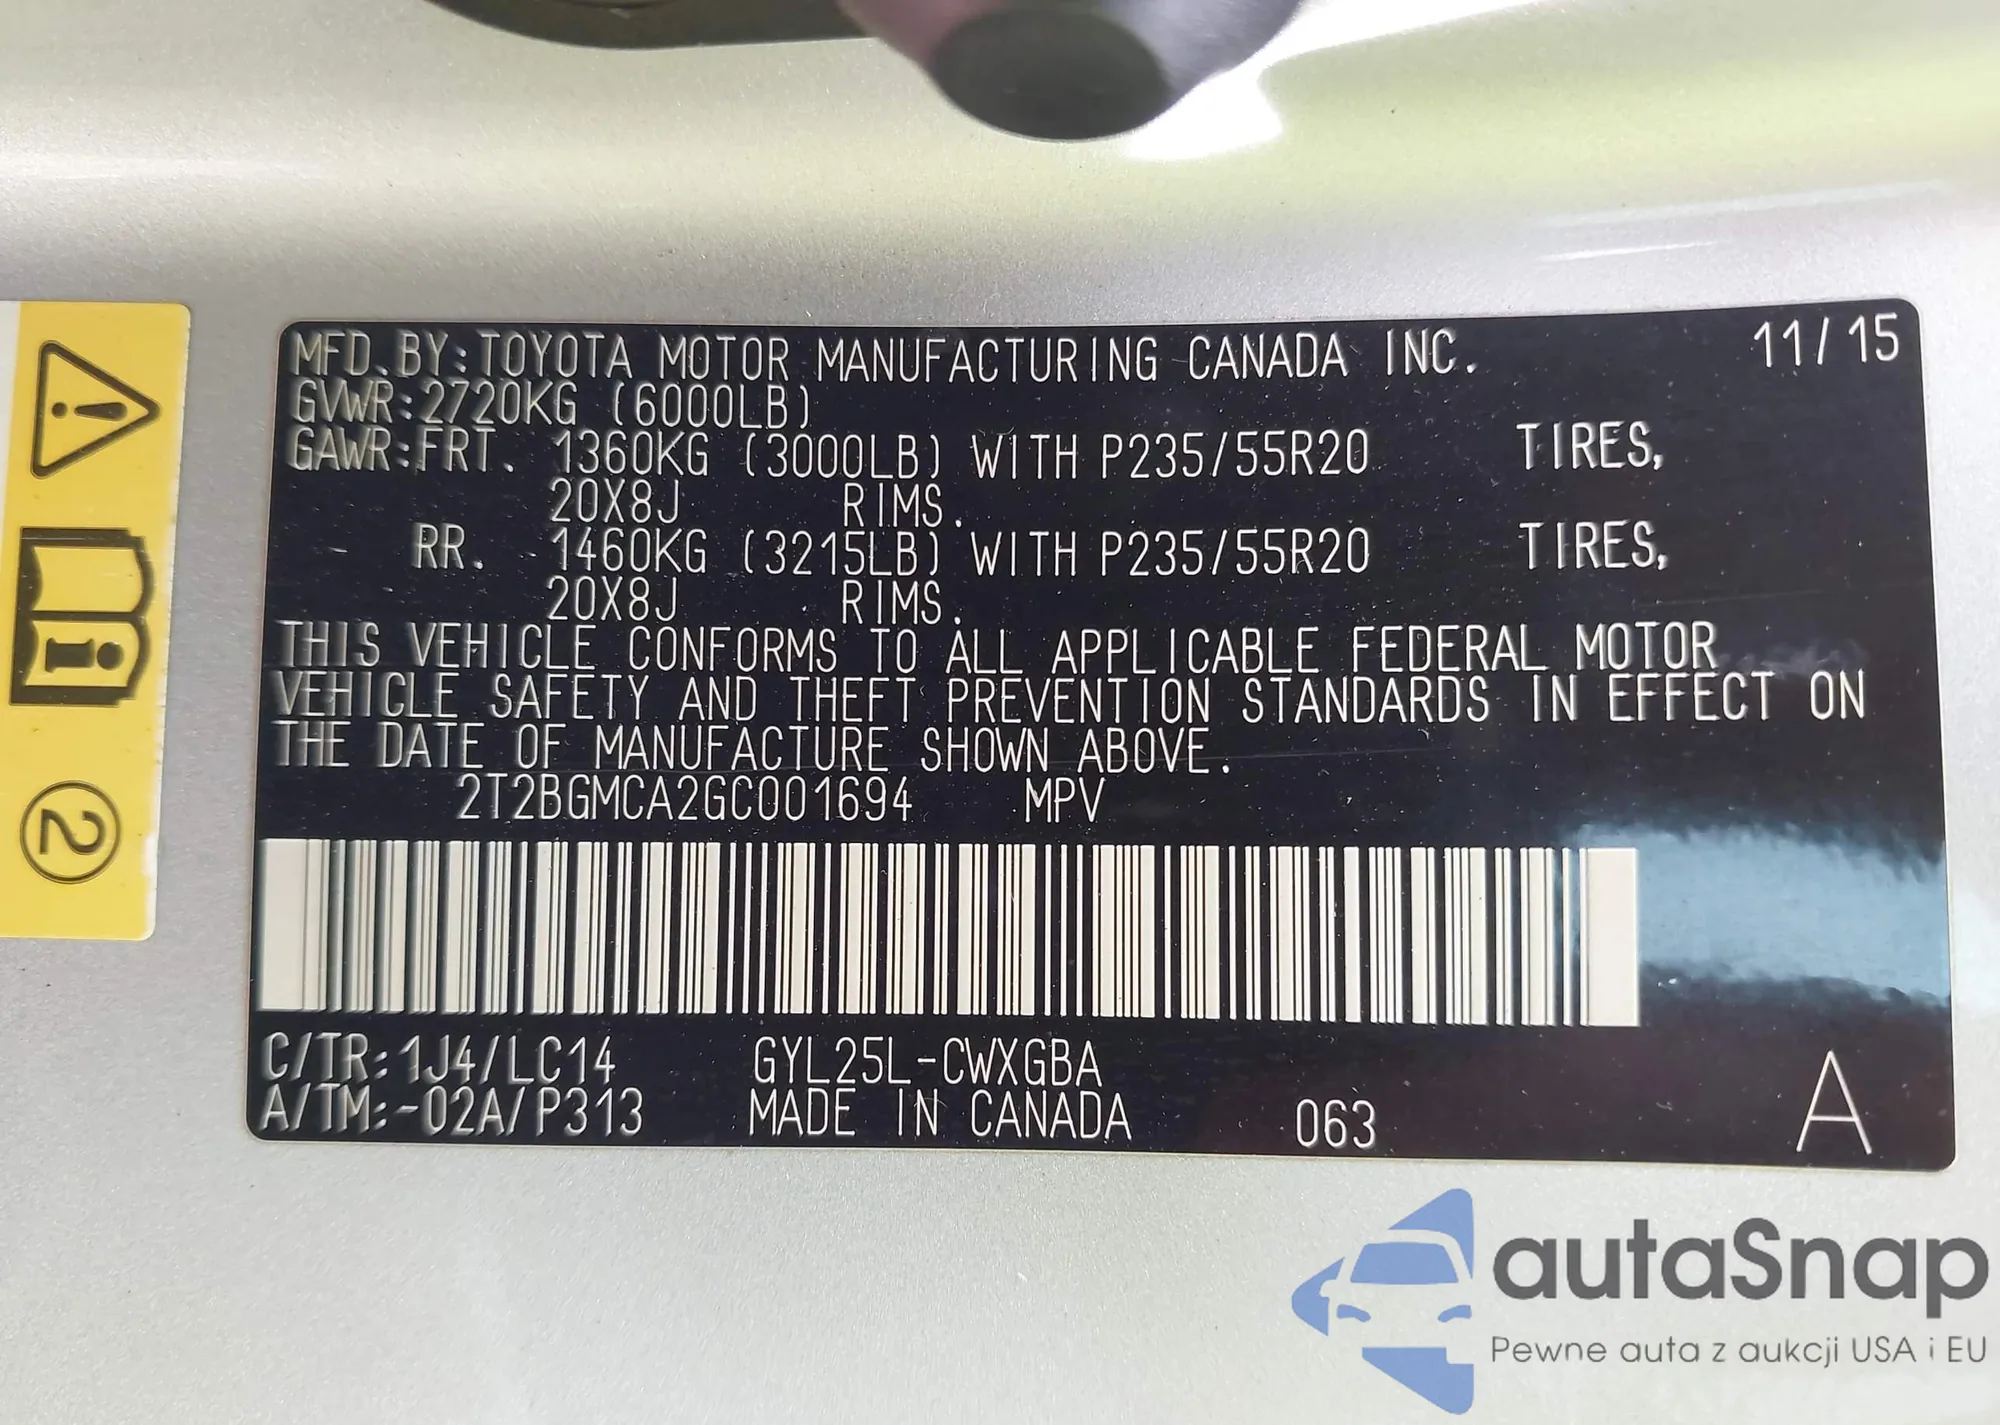 MFD.BY:TOYOTA MOTOR MANUFACTURING CANADA INC. 11/15
GVWR:2720KG (6000LB)
GAWR:FRT. 1360KG (3000LB) WITH P235/55R20 TIRES,
20X8J RIMS.
RR. 1460KG (3215LB) WITH P235/55R20 TIRES,
20X8J RIMS.
THIS VEHICLE CONFORMS TO ALL APPLICABLE FEDERAL MOTOR
VEHICLE SAFETY AND THEFT PREVENTION STANDARDS IN EFFECT ON
THE DATE OF MANUFACTURE SHOWN ABOVE.
2T2BGMCA2GC001694 MPV
C/TR:1J4/LC14 GYL25L-CWXGBA
A/TM:-02A/P313 MADE IN CANADA 063 A
2
autaSnap
Pewne auta z aukcji USA i EU